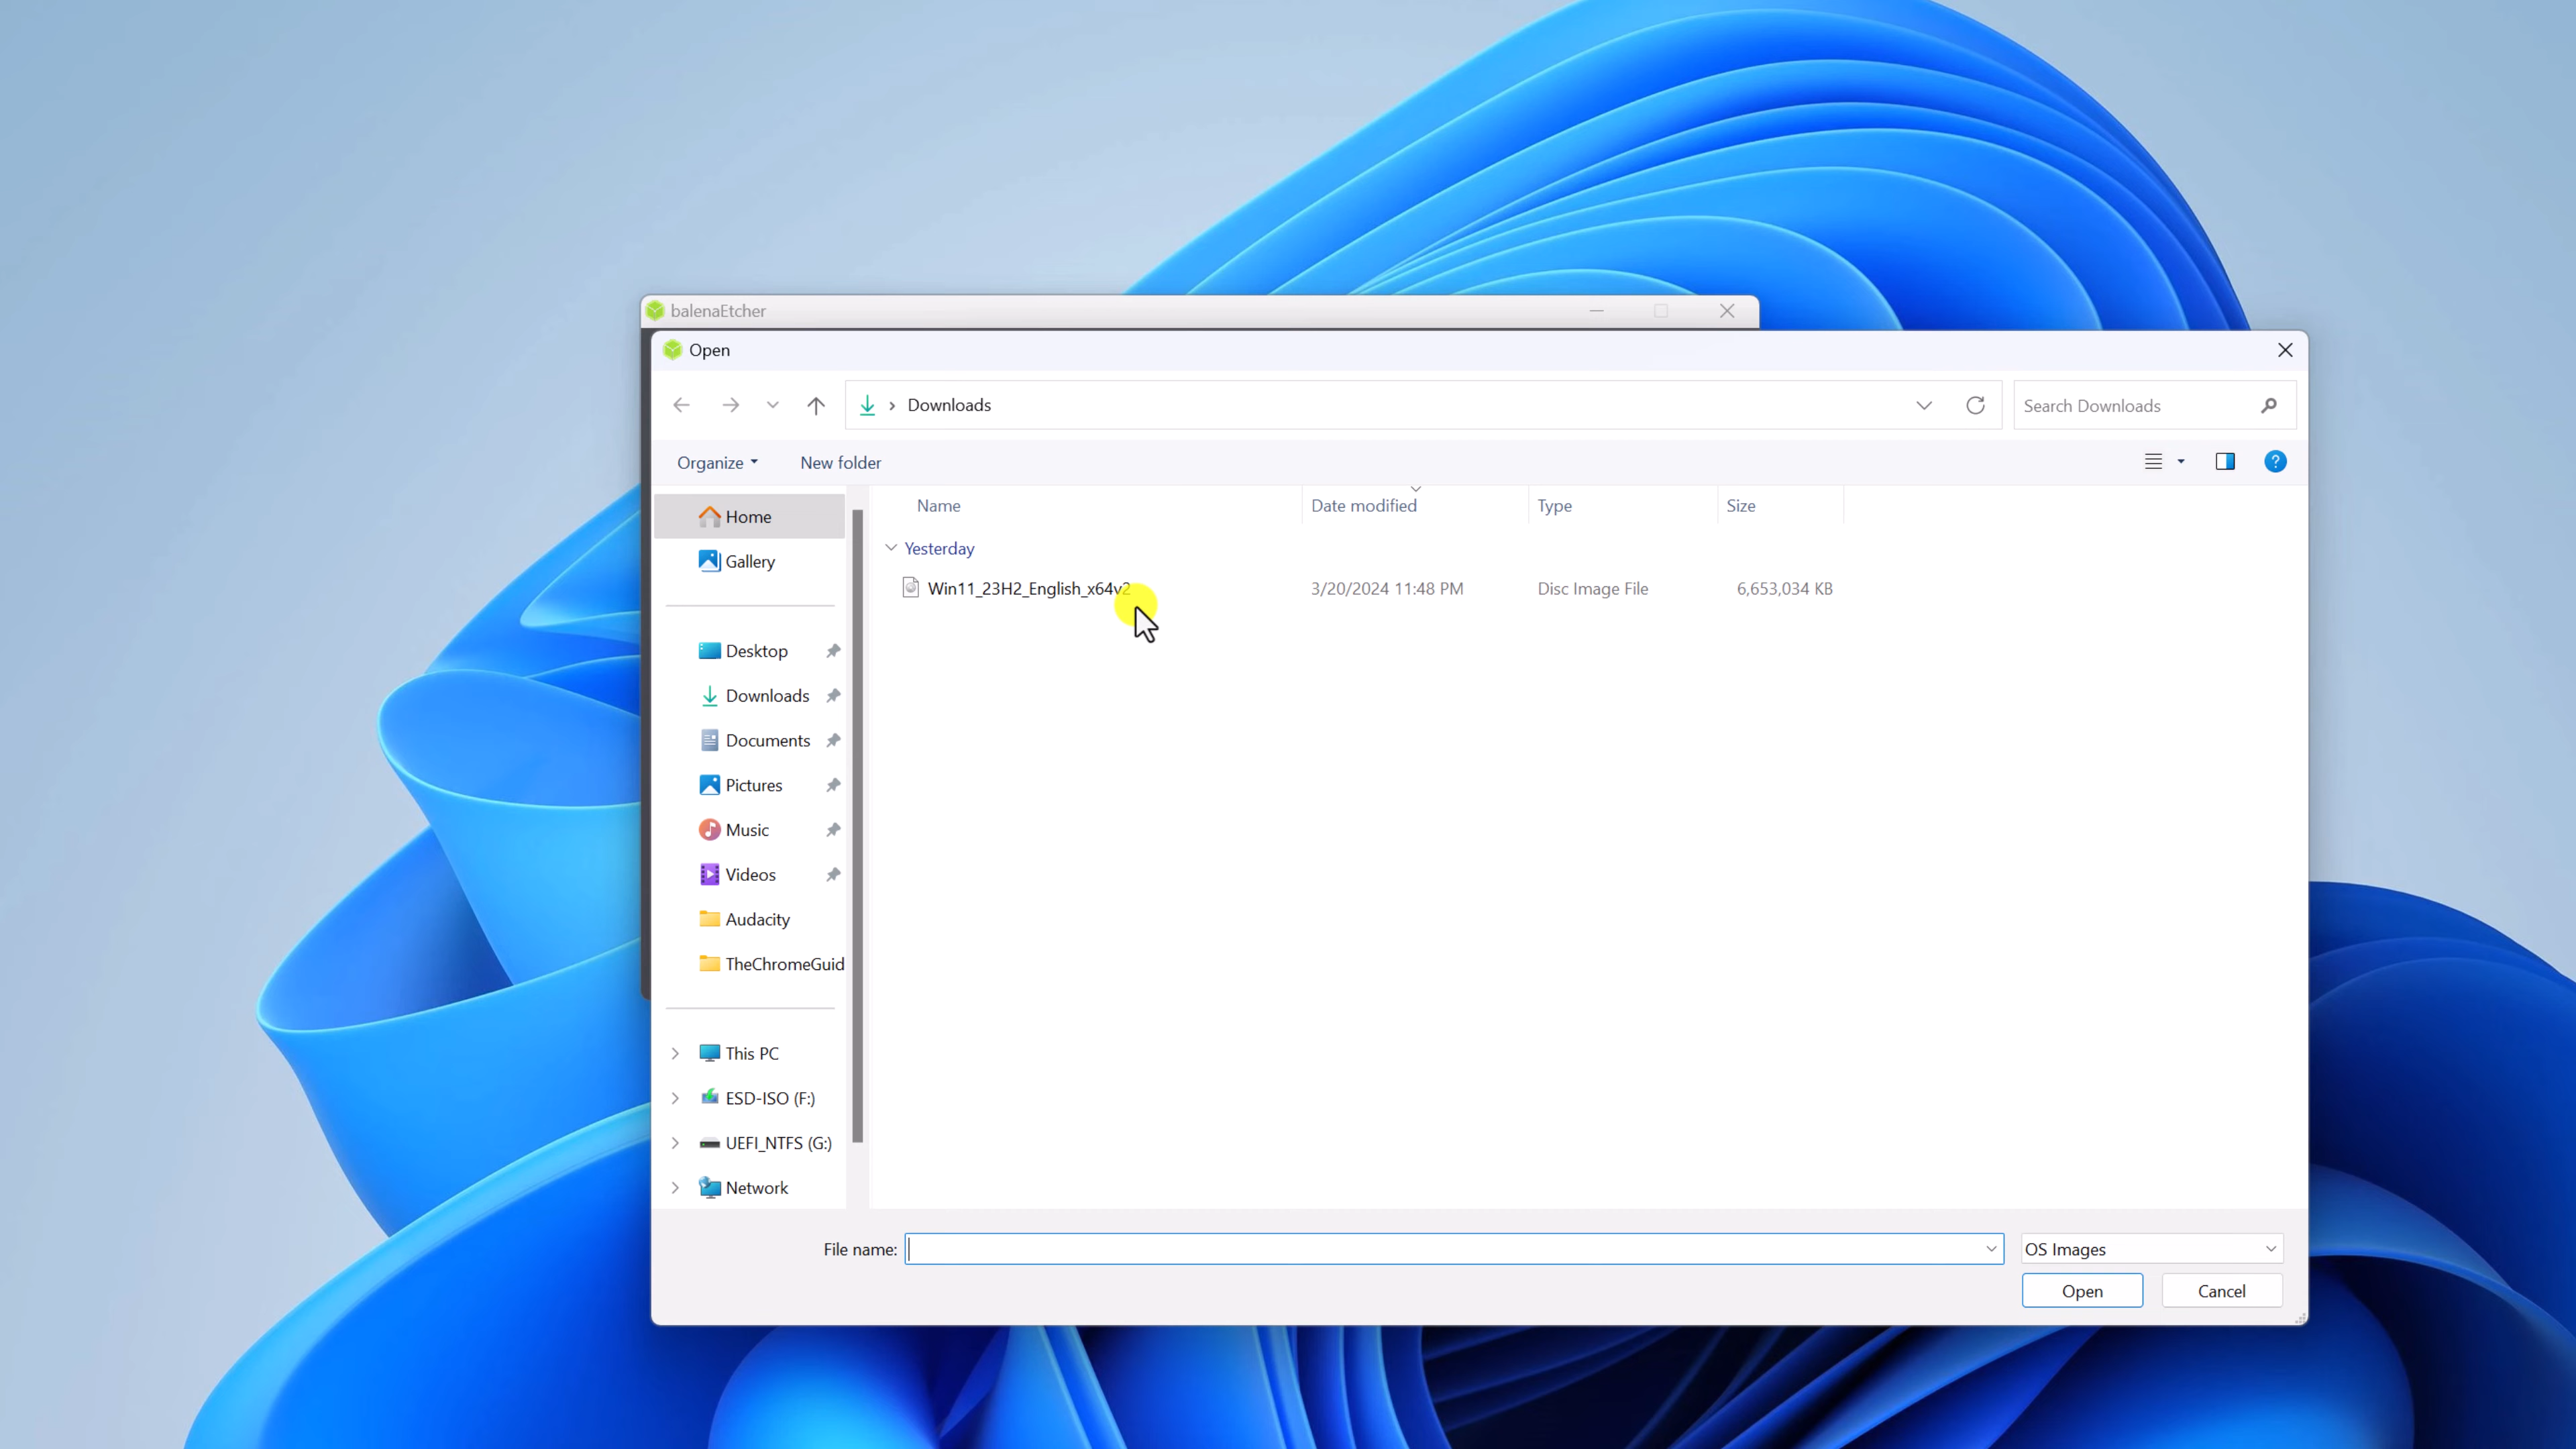 balenaEtcher
Open
Downloads
Search Downloads
Organize
New folder
Name
Date modified
Type
Size
Home
Gallery
Yesterday
Win11_23H2_English_x64v2
3/20/2024 11:48 PM
Disc Image File
6,653,034 KB
Desktop
Downloads
Documents
Pictures
Music
Videos
Audacity
TheChromeGuid
This PC
ESD-ISO (F:)
UEFI_NTFS (G:)
Network
File name:
OS Images
Open
Cancel